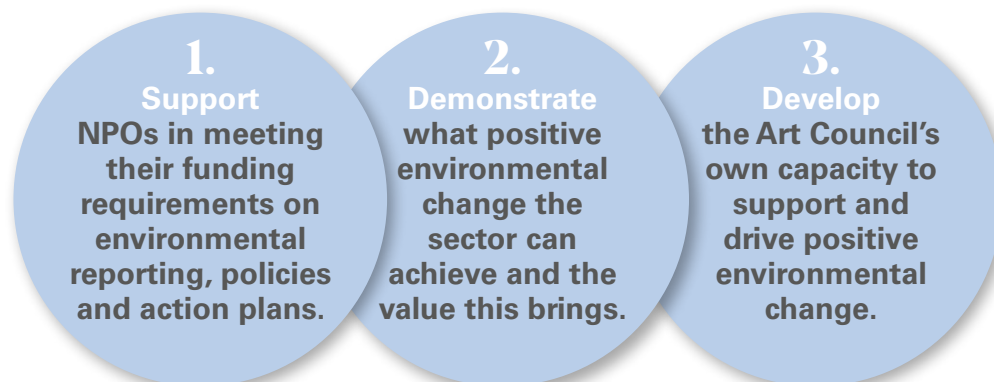 1.
Support
NPOs in meeting
their funding
requirements on
environmental
reporting, policies
and action plans.
2.
Demonstrate
what positive
environmental
change the
sector can
achieve and the
value this brings.
3.
Develop
the Art Council’s
own capacity to
support and
drive positive
environmental
change.